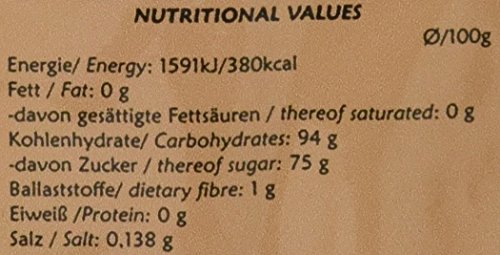 NUTRITIONAL VALUES
Ø/100g
Energie/ Energy: 1591kJ/380kcal
Fett / Fat: 0 g
-davon gesättigte Fettsäuren / thereof saturated: 0 g
Kohlenhydrate/ Carbohydrates: 94 g
-davon Zucker / thereof sugar: 75 g
Ballaststoffe/ dietary fibre: 1 g
Eiweiß /Protein: 0 g
Salz / Salt: 0,138 g